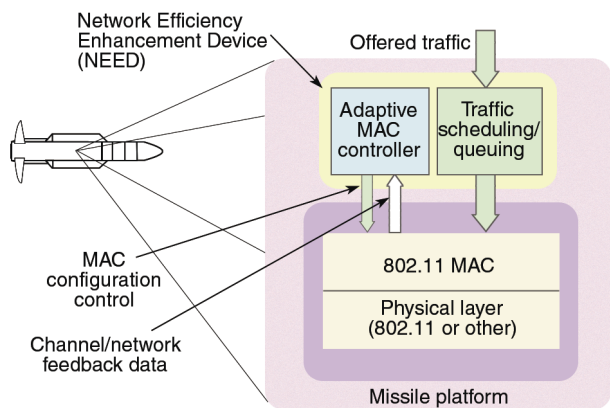 Network Efficiency
Enhancement Device
(NEED)
Offered traffic
Adaptive
MAC
controller
Traffic
scheduling/
queuing
MAC
configuration
control
802.11 MAC
Physical layer
(802.11 or other)
Channel/network
feedback data
Missile platform